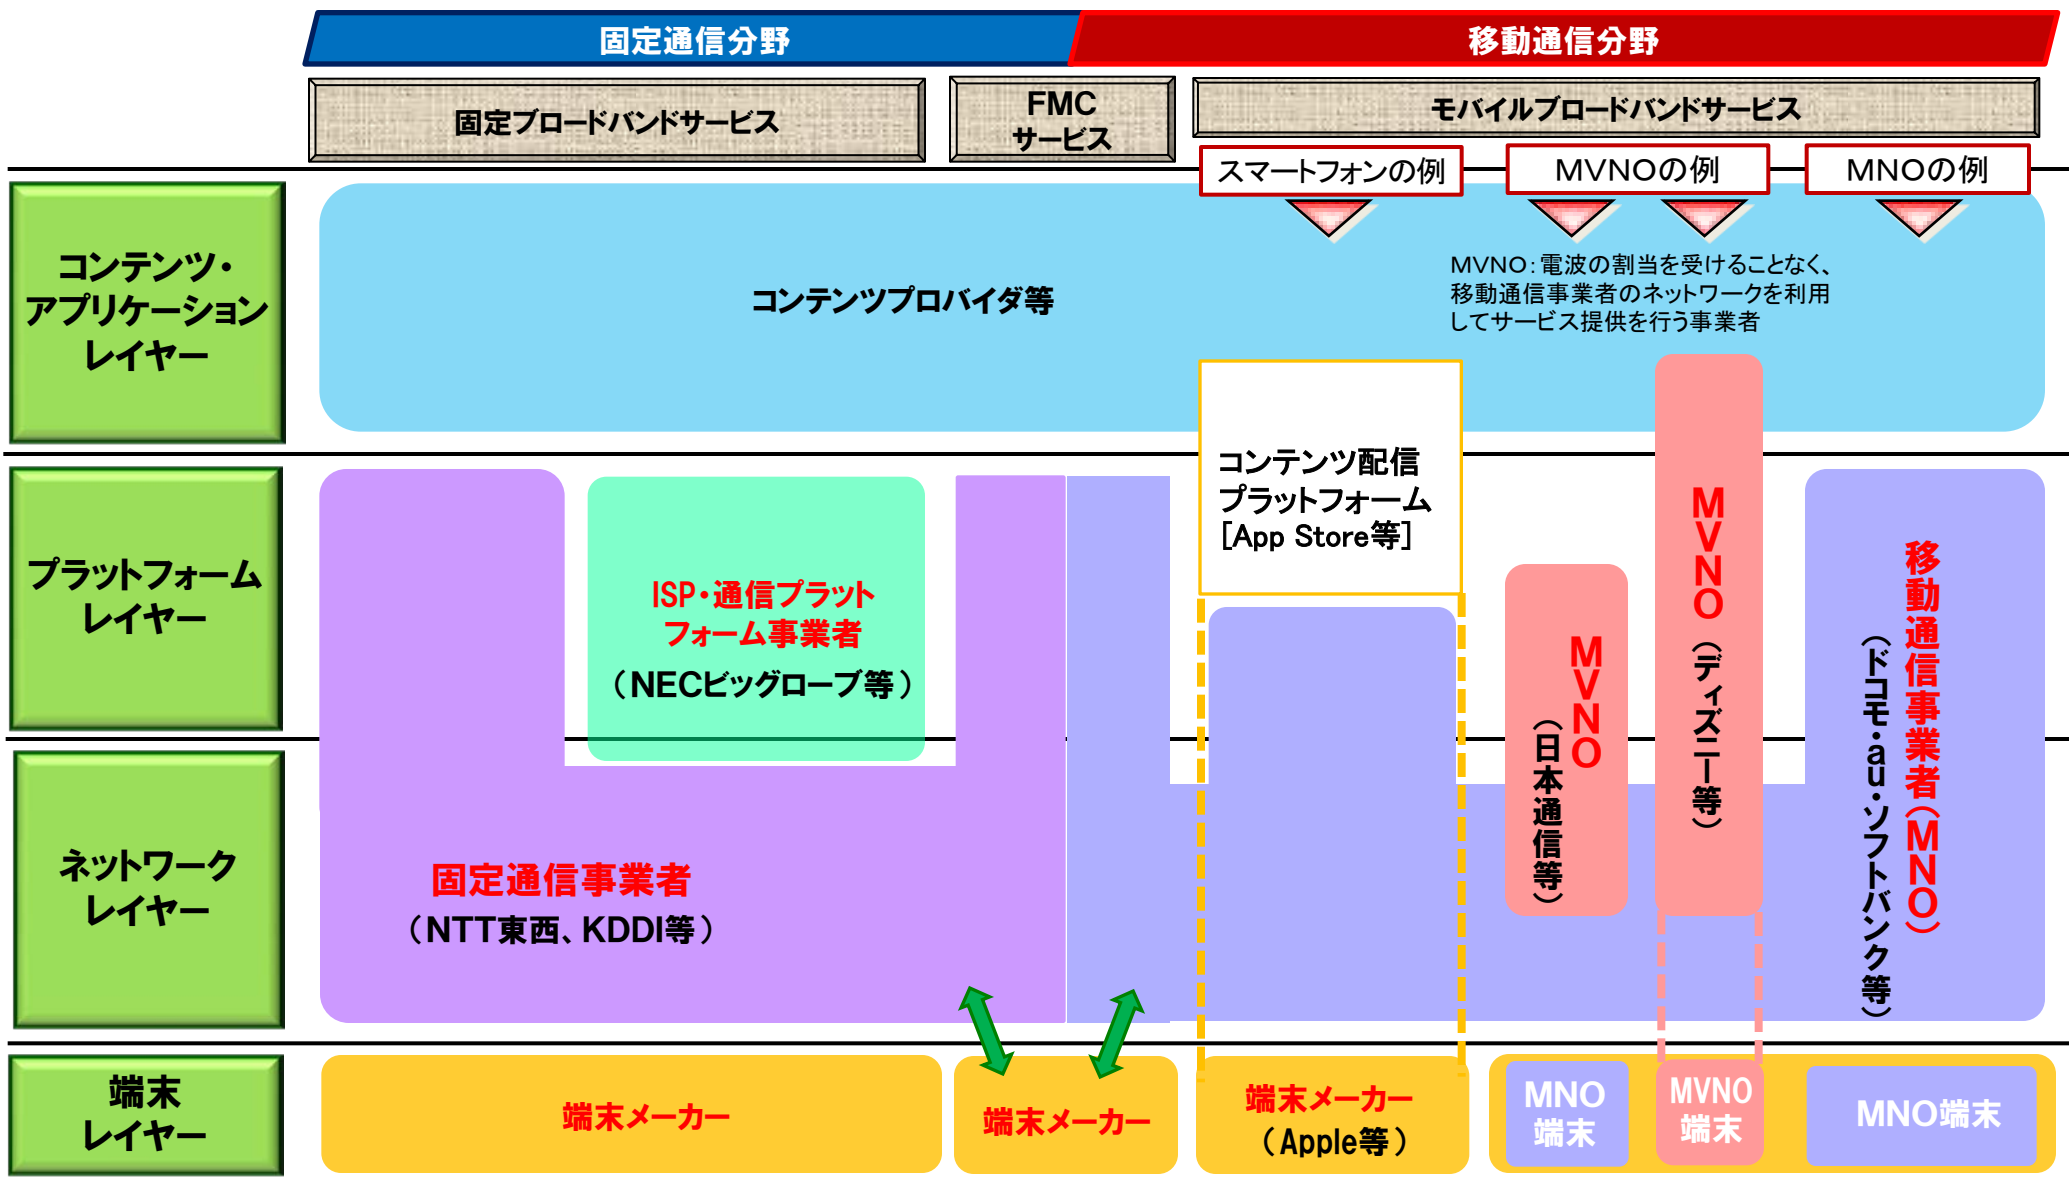 固定通信分野
移動通信分野
固定ブロードバンドサービス
FMC
サービス
モバイルブロードバンドサービス
スマートフォンの例
MVNOの例
MNOの例
コンテンツ・
アプリケーション
レイヤー
コンテンツプロバイダ等
MVNO：電波の割当を受けることなく、
移動通信事業者のネットワークを利用
してサービス提供を行う事業者
プラットフォーム
レイヤー
ISP・通信プラット
フォーム事業者
（NECビッグローブ等）
コンテンツ配信
プラットフォーム
[App Store等]
MVNO
（日本通信等）
MVNO
（ディズニー等）
移動通信事業者（MNO）
（ドコモ・au・ソフトバンク等）
ネットワーク
レイヤー
固定通信事業者
（NTT東西、KDDI等）
端末
レイヤー
端末メーカー
端末メーカー
端末メーカー
（Apple等）
MNO
端末
MVNO
端末
MNO端末